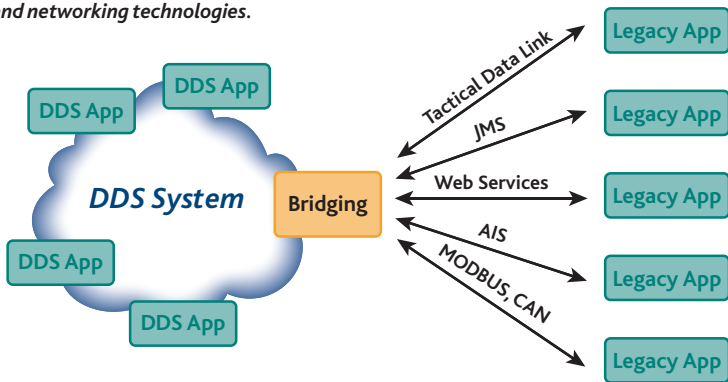 nd networking technologies.
DDS App
DDS App
DDS System
DDS App
DDS App
Bridging
Tactical Data Link
JMS
Web Services
AIS
MODBUS, CAN
Legacy App
Legacy App
Legacy App
Legacy App
Legacy App